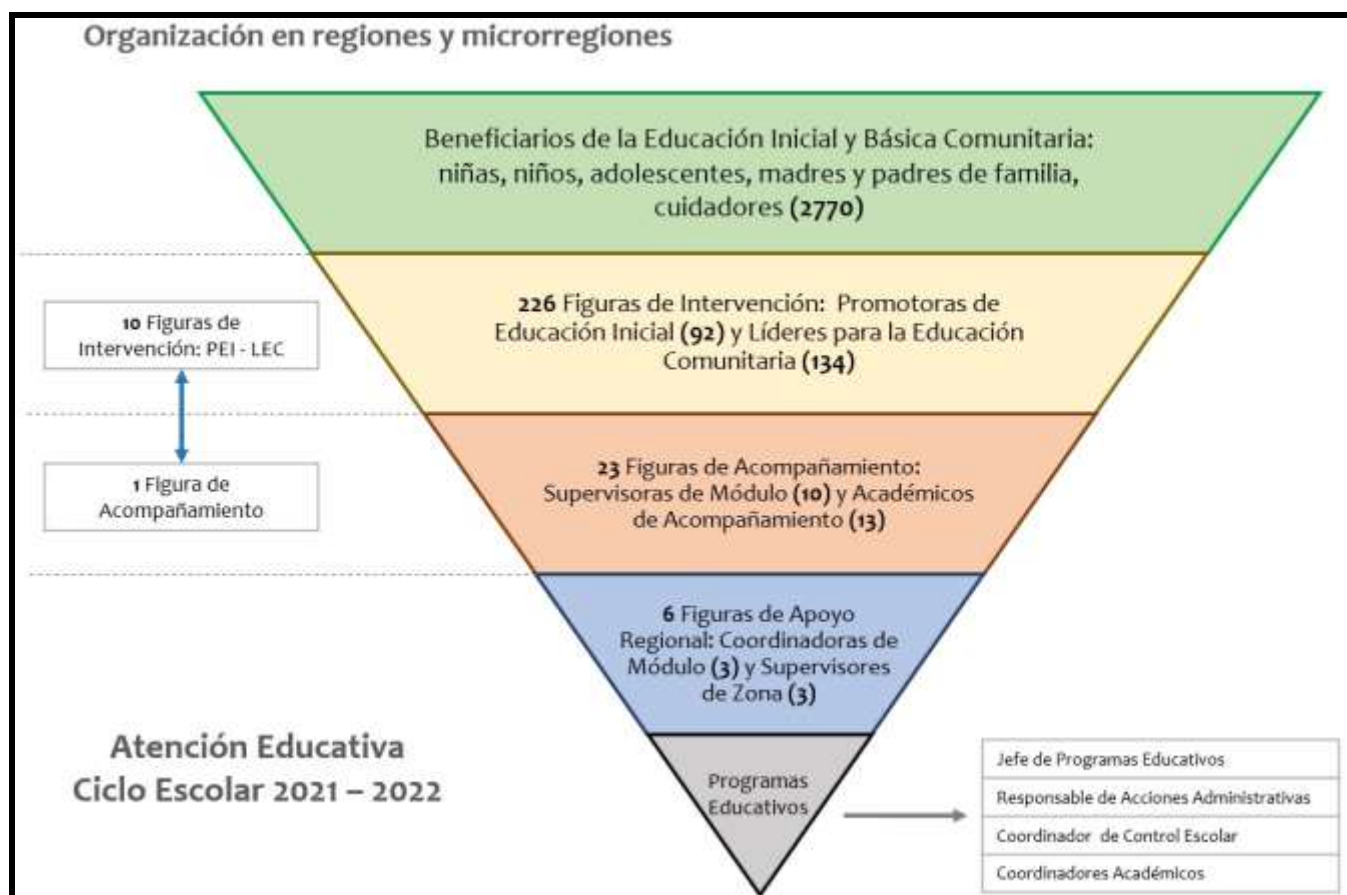 Organización en regiones y microrregiones
Beneficiarios de la Educación Inicial y Básica Comunitaria:
niñas, niños, adolescentes, madres y padres de familia,
cuidadores (2770)
10 Figuras de
Intervención: PEI - LEC
226 Figuras de Intervención: Promotoras de
Educación Inicial (92) y Líderes para la Educación
Comunitaria (134)
1 Figura de
Acompañamiento
23 Figuras de Acompañamiento:
Supervisoras de Módulo (10) y Académicos
de Acompañamiento (13)
6 Figuras de Apoyo
Regional: Coordinadoras de
Módulo (3) y Supervisores
de Zona (3)
Atención Educativa
Ciclo Escolar 2021 – 2022
Programas
Educativos
Jefe de Programas Educativos
Responsable de Acciones Administrativas
Coordinador de Control Escolar
Coordinadores Académicos